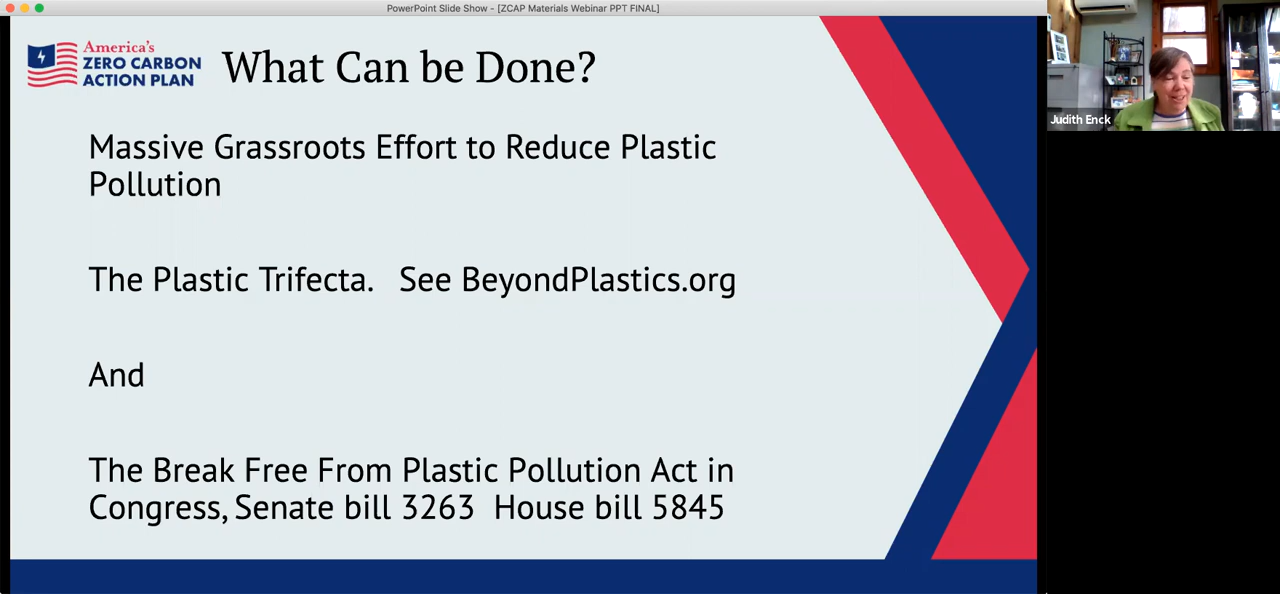 PowerPoint Slide Show - [ZCAP Materials Webinar PPT FINAL]
America's
ZERO CARBON
ACTION PLAN
What Can be Done?
Massive Grassroots Effort to Reduce Plastic
Pollution
The Plastic Trifecta. See BeyondPlastics.org
And
The Break Free From Plastic Pollution Act in
Congress, Senate bill 3263 House bill 5845
Judith Enck